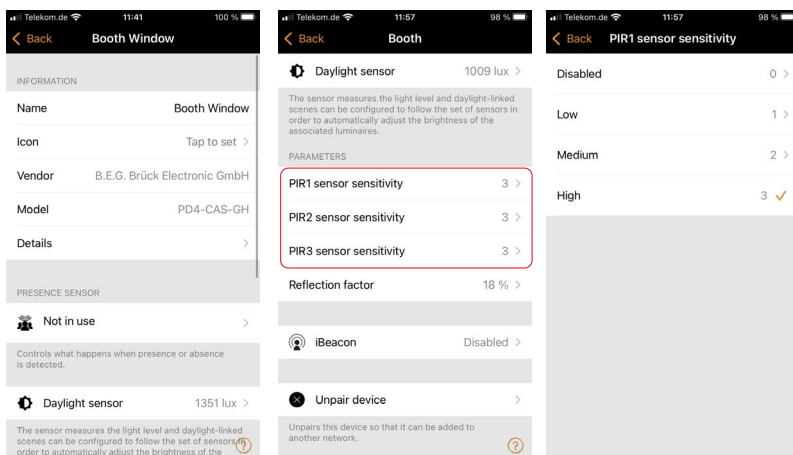 Telekom.de 11:41 100 %
Back Booth Window
INFORMATION
Name Booth Window
Icon Tap to set >
Vendor B.E.G. Brück Electronic GmbH
Model PD4-CAS-GH
Details >
PRESENCE SENSOR
Not in use >
Controls what happens when presence or absence
is detected.
Daylight sensor 1351 lux >
The sensor measures the light level and daylight-linked
scenes can be configured to follow the set of sensors in
order to automatically adjust the brightness of the
?
Telekom.de 11:57 98 %
Back Booth
Daylight sensor 1009 lux >
The sensor measures the light level and daylight-linked
scenes can be configured to follow the set of sensors in
order to automatically adjust the brightness of the
associated luminaires.
PARAMETERS
PIR1 sensor sensitivity 3 >
PIR2 sensor sensitivity 3 >
PIR3 sensor sensitivity 3 >
Reflection factor 18 % >
iBeacon Disabled >
Unpair device >
Unpairs this device so that it can be added to
another network.
?
Telekom.de 11:57 98 %
Back PIR1 sensor sensitivity
Disabled 0 >
Low 1 >
Medium 2 >
High 3 ✓